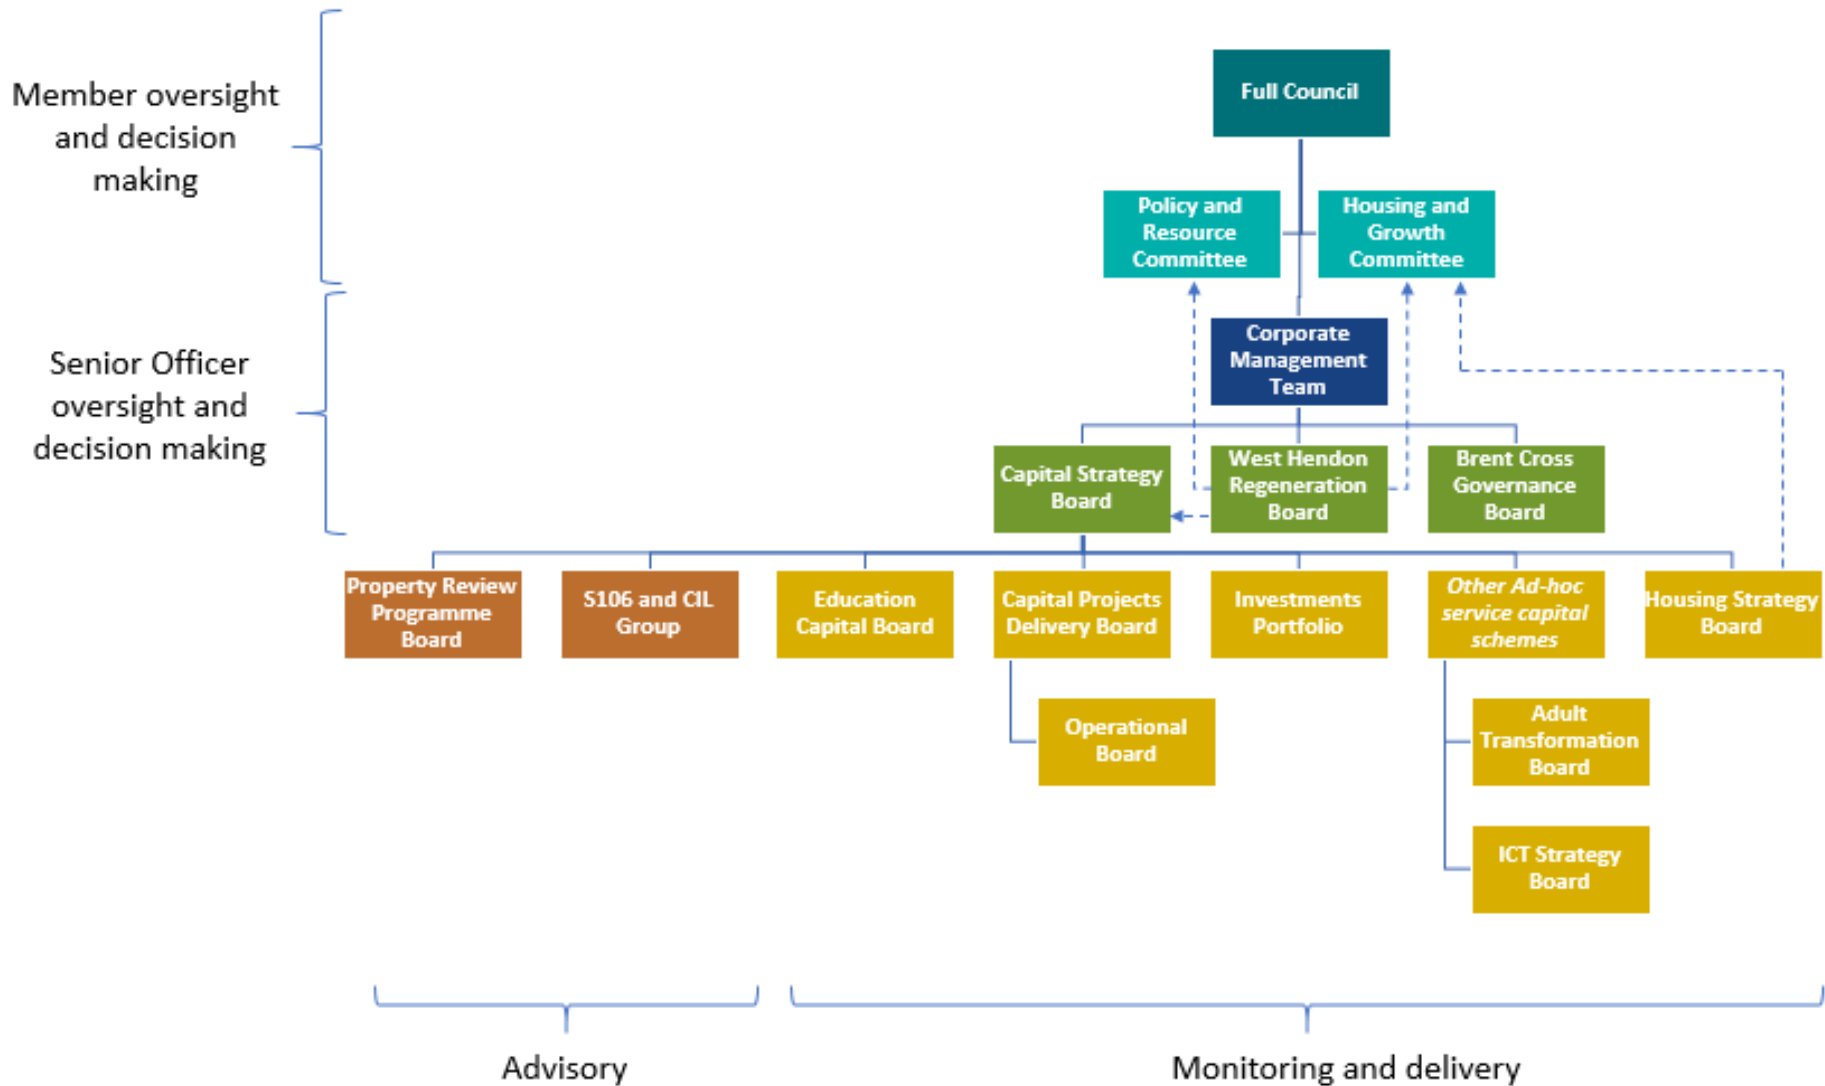 Member oversight
and decision
making
Full Council
Policy and
Resource
Committee
Housing and
Growth
Committee
Senior Officer
oversight and
decision making
Corporate
Management
Team
Capital Strategy
Board
West Hendon
Regeneration
Board
Brent Cross
Governance
Board
Property Review
Programme
Board
S106 and CIL
Group
Education
Capital Board
Capital Projects
Delivery Board
Investments
Portfolio
Other Ad-hoc
service capital
schemes
Housing Strategy
Board
Operational
Board
Adult
Transformation
Board
ICT Strategy
Board
Advisory
Monitoring and delivery